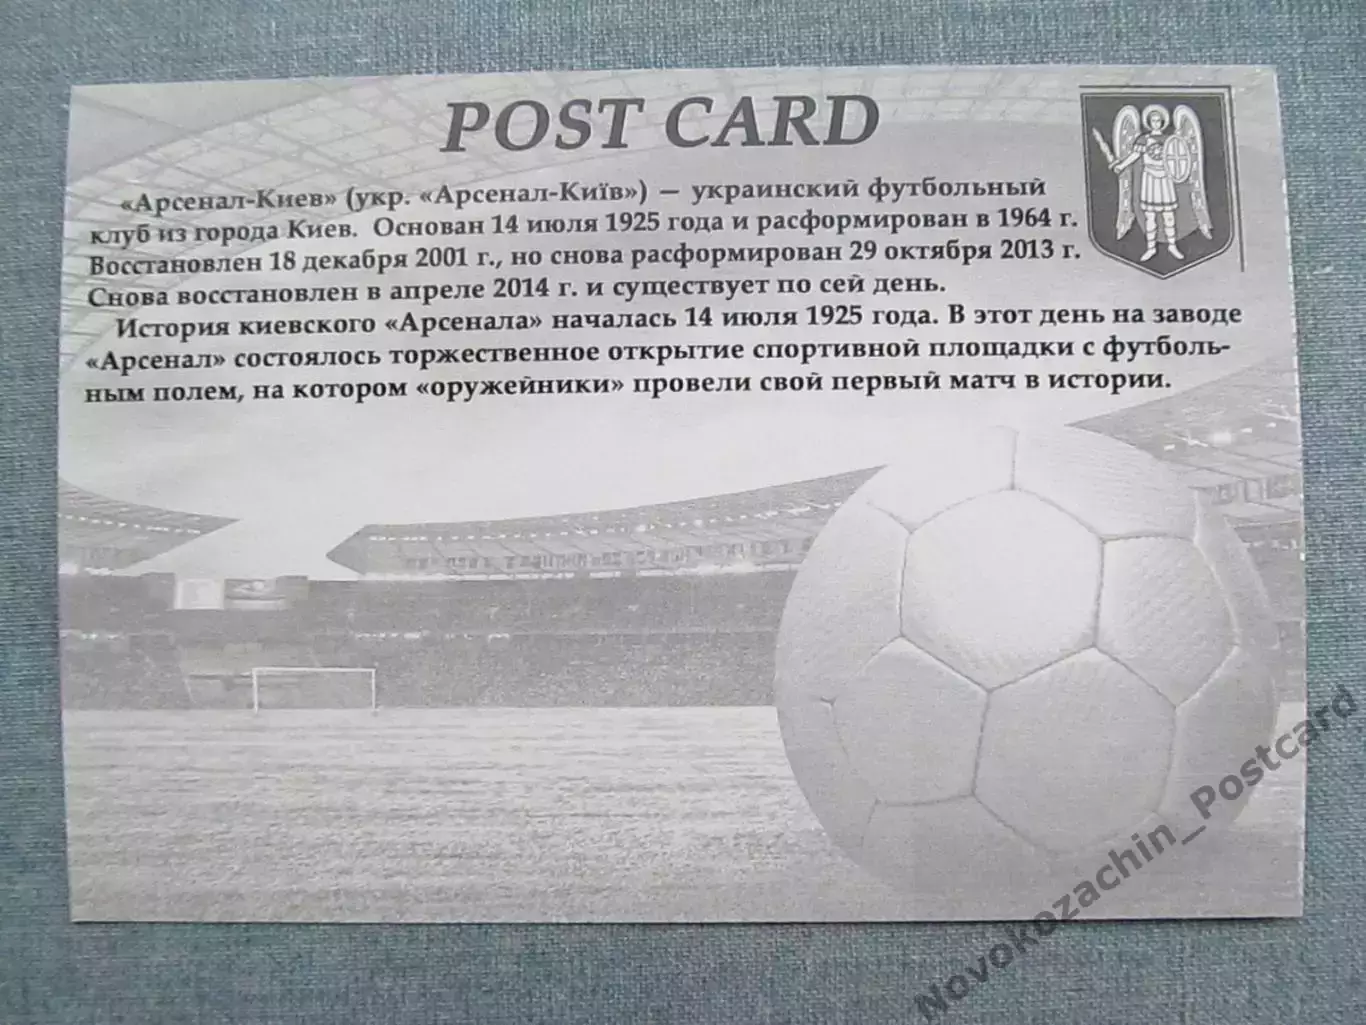 POST CARD
«Арсенал-Киев» (укр. «Арсенал-Київ») — украинский футбольный
клуб из города Киев. Основан 14 июля 1925 года и расформирован в 1964 г.
Восстановлен 18 декабря 2001 г., но снова расформирован 29 октября 2013 г.
Снова восстановлен в апреле 2014 г. и существует по сей день.
История киевского «Арсенала» началась 14 июля 1925 года. В этот день на заводе
«Арсенал» состоялось торжественное открытие спортивной площадки с футболь-
ным полем, на котором «оружейники» провели свой первый матч в истории.
Novokozachin_Postcard